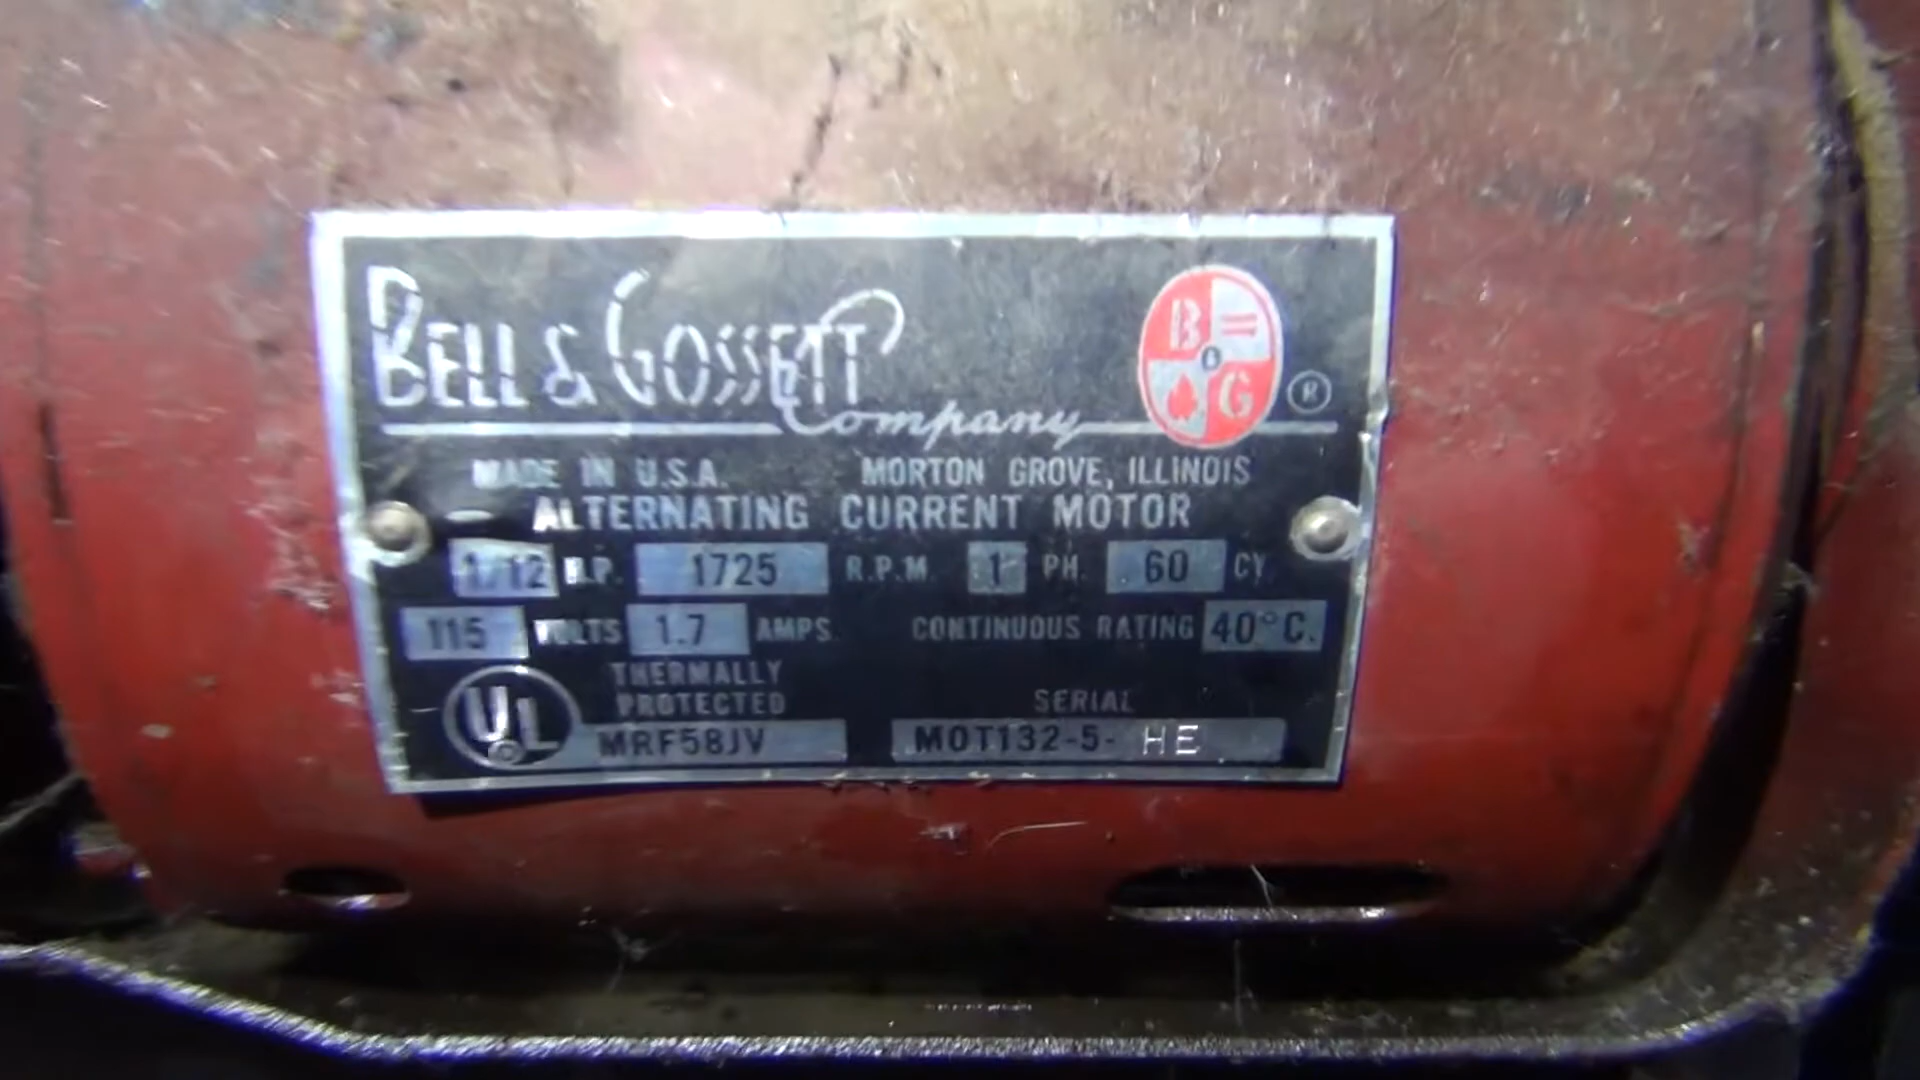 BELL & GOSSETT
Company
B G ®
MADE IN U.S.A. MORTON GROVE, ILLINOIS
ALTERNATING CURRENT MOTOR
1/12 H.P. 1725 R.P.M. 1 PH. 60 CY.
115 VOLTS 1.7 AMPS. CONTINUOUS RATING 40°C.
UL THERMALLY
PROTECTED SERIAL
MRF58JV MOT132-5- HE